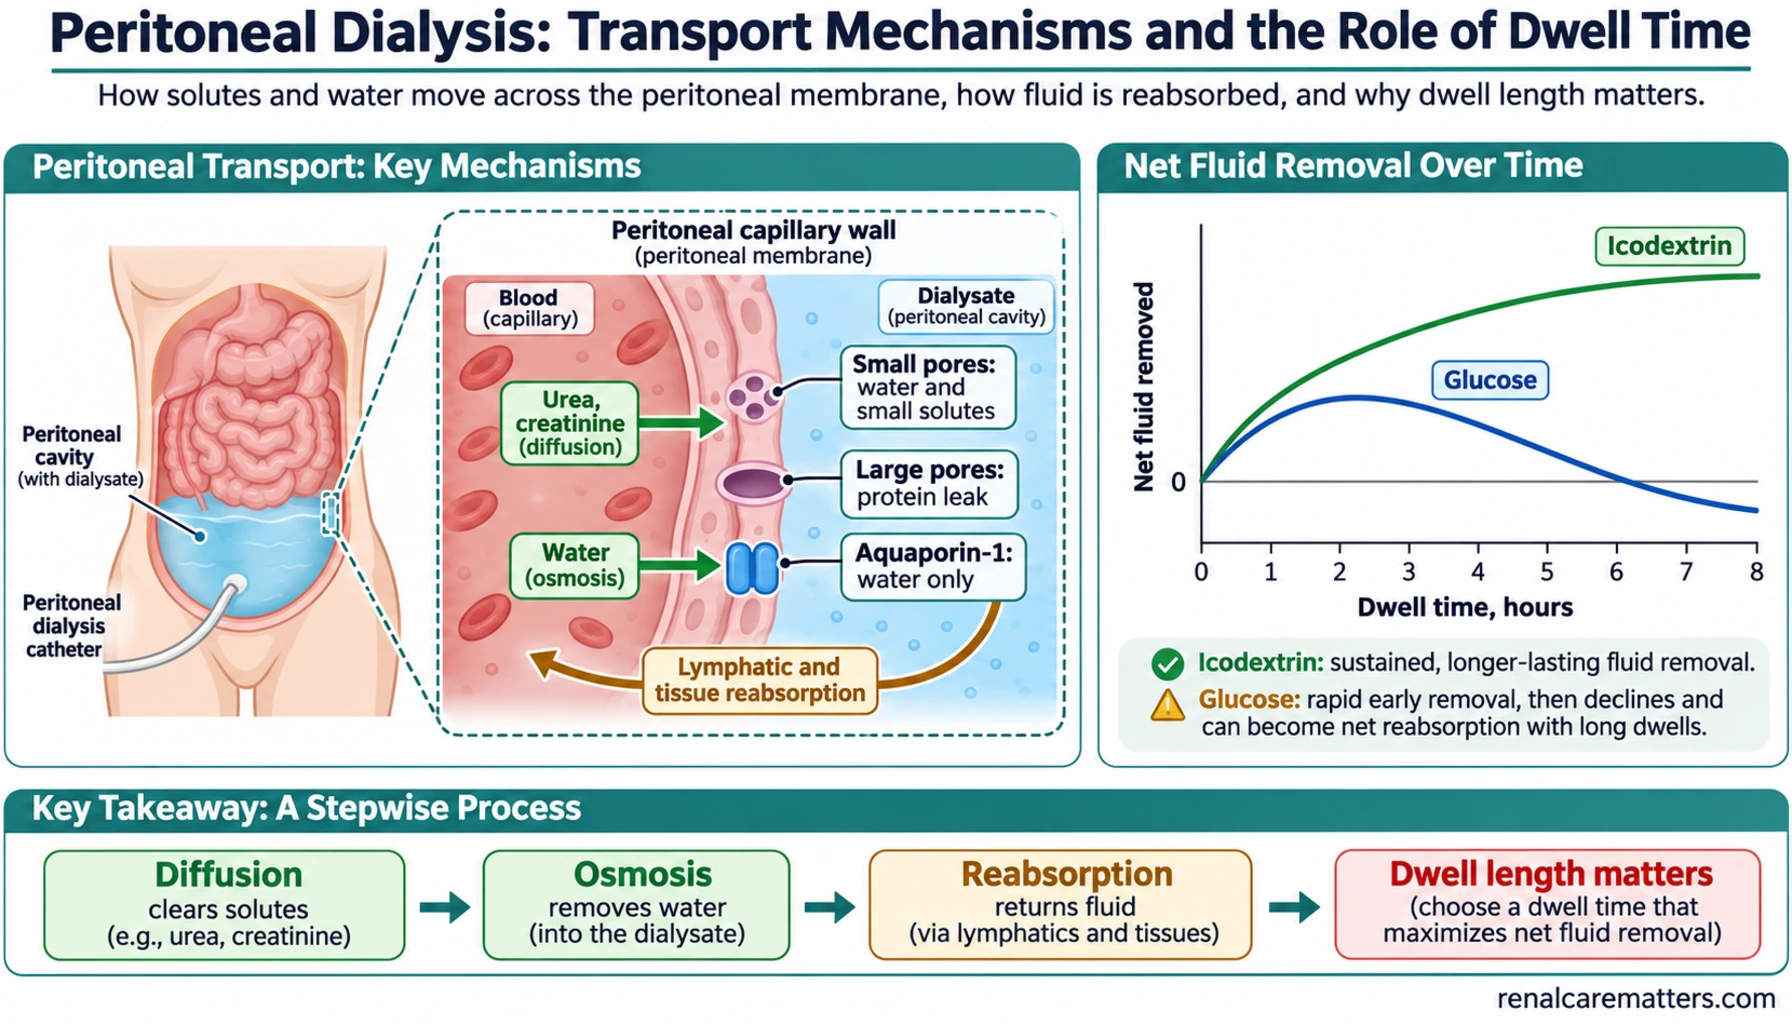 Peritoneal Dialysis: Transport Mechanisms and the Role of Dwell Time
How solutes and water move across the peritoneal membrane, how fluid is reabsorbed, and why dwell length matters.
Peritoneal Transport: Key Mechanisms
Peritoneal
cavity
(with dialysate)
Peritoneal
dialysis
catheter
Peritoneal capillary wall
(peritoneal membrane)
Blood
(capillary)
Dialysate
(peritoneal cavity)
Urea,
creatinine
(diffusion)
Small pores:
water and
small solutes
Large pores:
protein leak
Water
(osmosis)
Aquaporin-1:
water only
Lymphatic and
tissue reabsorption
Net Fluid Removal Over Time
Net fluid removed
Icodextrin
Glucose
0
0 1 2 3 4 5 6 7 8
Dwell time, hours
Icodextrin: sustained, longer-lasting fluid removal.
Glucose: rapid early removal, then declines and
can become net reabsorption with long dwells.
Key Takeaway: A Stepwise Process
Diffusion
clears solutes
(e.g., urea, creatinine)
Osmosis
removes water
(into the dialysate)
Reabsorption
returns fluid
(via lymphatics and tissues)
Dwell length matters
(choose a dwell time that
maximizes net fluid removal)
renalcarematters.com